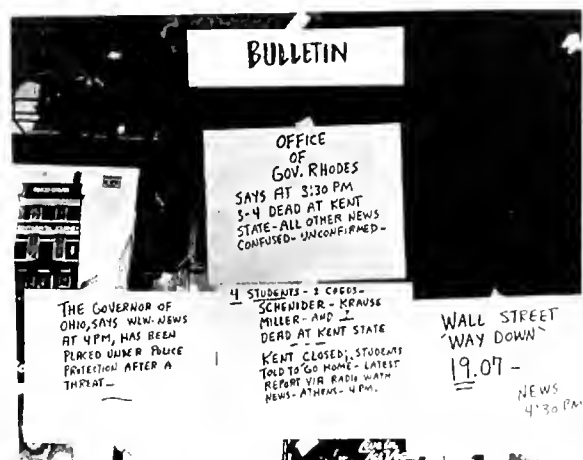 BULLETIN
OFFICE
OF
GOV. RHODES
SAYS AT 3:30 PM
3-4 DEAD AT KENT
STATE-ALL OTHER NEWS
CONFUSED-UNCONFIRMED-
THE GOVERNOR OF
OHIO, SAYS WLW-NEWS
AT 4PM, HAS BEEN
PLACED UNDER POLICE
PROTECTION AFTER A
THREAT-
4 STUDENTS - 2 COEDS-
SCHENIDER - KRAUSE
MILLER - AND ?
DEAD AT KENT STATE
KENT CLOSED; STUDENTS
TOLD TO GO HOME - LATEST
REPORT VIA RADIO WATH
NEWS - ATHENS - 4 PM.
WALL STREET
"WAY DOWN"
19.07 -
NEWS
4:30 PM